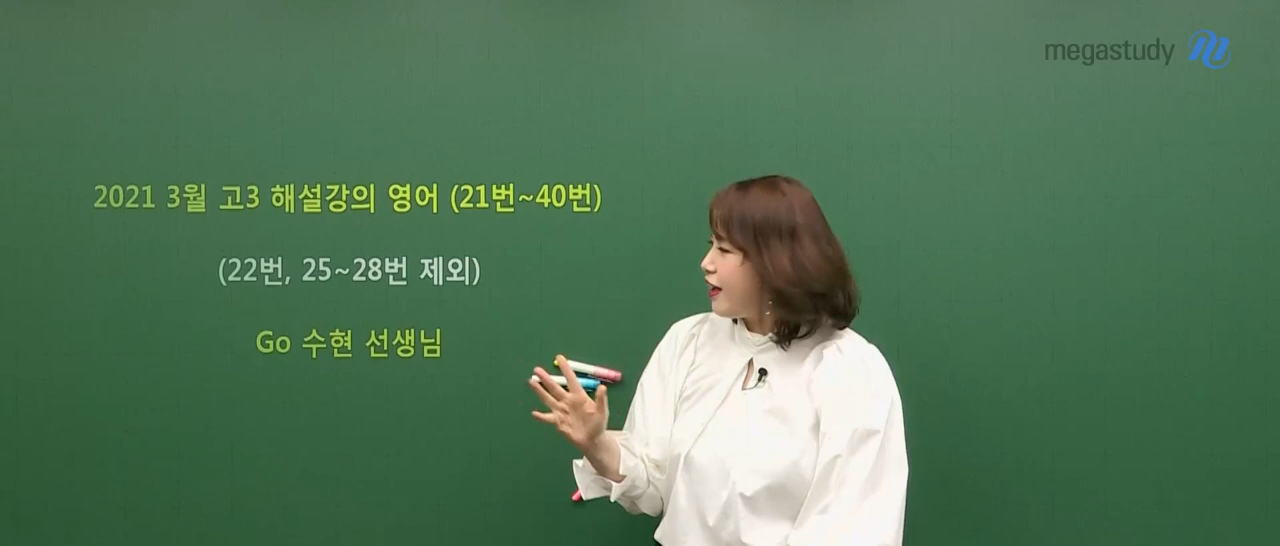 megastudy
2021 3월 고3 해설강의 영어 (21번~40번)
(22번, 25~28번 제외)
Go 수현 선생님